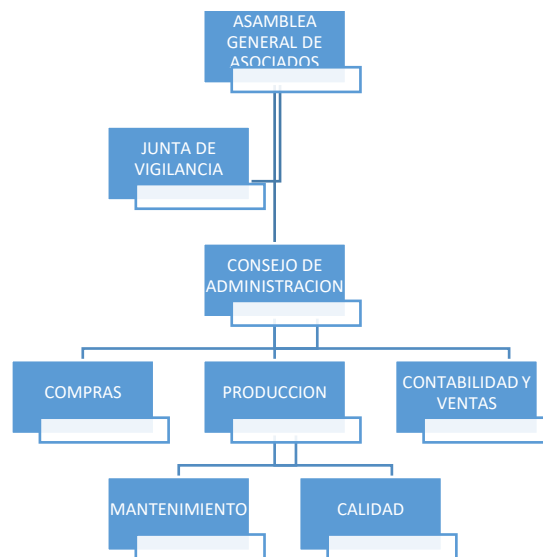 ASAMBLEA
GENERAL DE
ASOCIADOS
JUNTA DE
VIGILANCIA
CONSEJO DE
ADMINISTRACION
COMPRAS
PRODUCCION
CONTABILIDAD Y
VENTAS
MANTENIMIENTO
CALIDAD